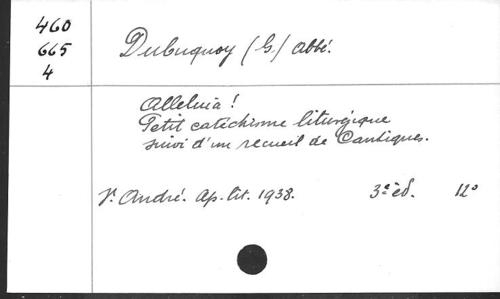 460
665
4
Dubuquoy (G) abbé.
Alleluia !
Petit catéchisme liturgique
suivi d'un recueil de Cantiques.
St André. Ap. lit. 1938. 3e éd. 12°